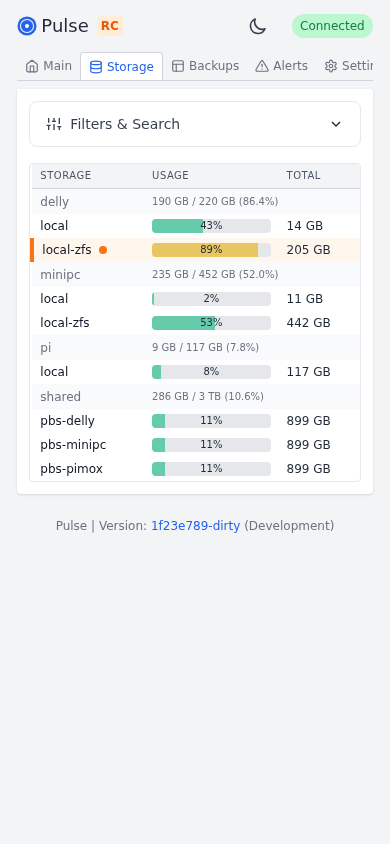 Pulse RC Connected
Main Storage Backups Alerts Settin
Filters & Search
STORAGE USAGE TOTAL
delly 190 GB / 220 GB (86.4%)
local 43% 14 GB
local-zfs 89% 205 GB
minipc 235 GB / 452 GB (52.0%)
local 2% 11 GB
local-zfs 53% 442 GB
pi 9 GB / 117 GB (7.8%)
local 8% 117 GB
shared 286 GB / 3 TB (10.6%)
pbs-delly 11% 899 GB
pbs-minipc 11% 899 GB
pbs-pimox 11% 899 GB
Pulse | Version: 1f23e789-dirty (Development)